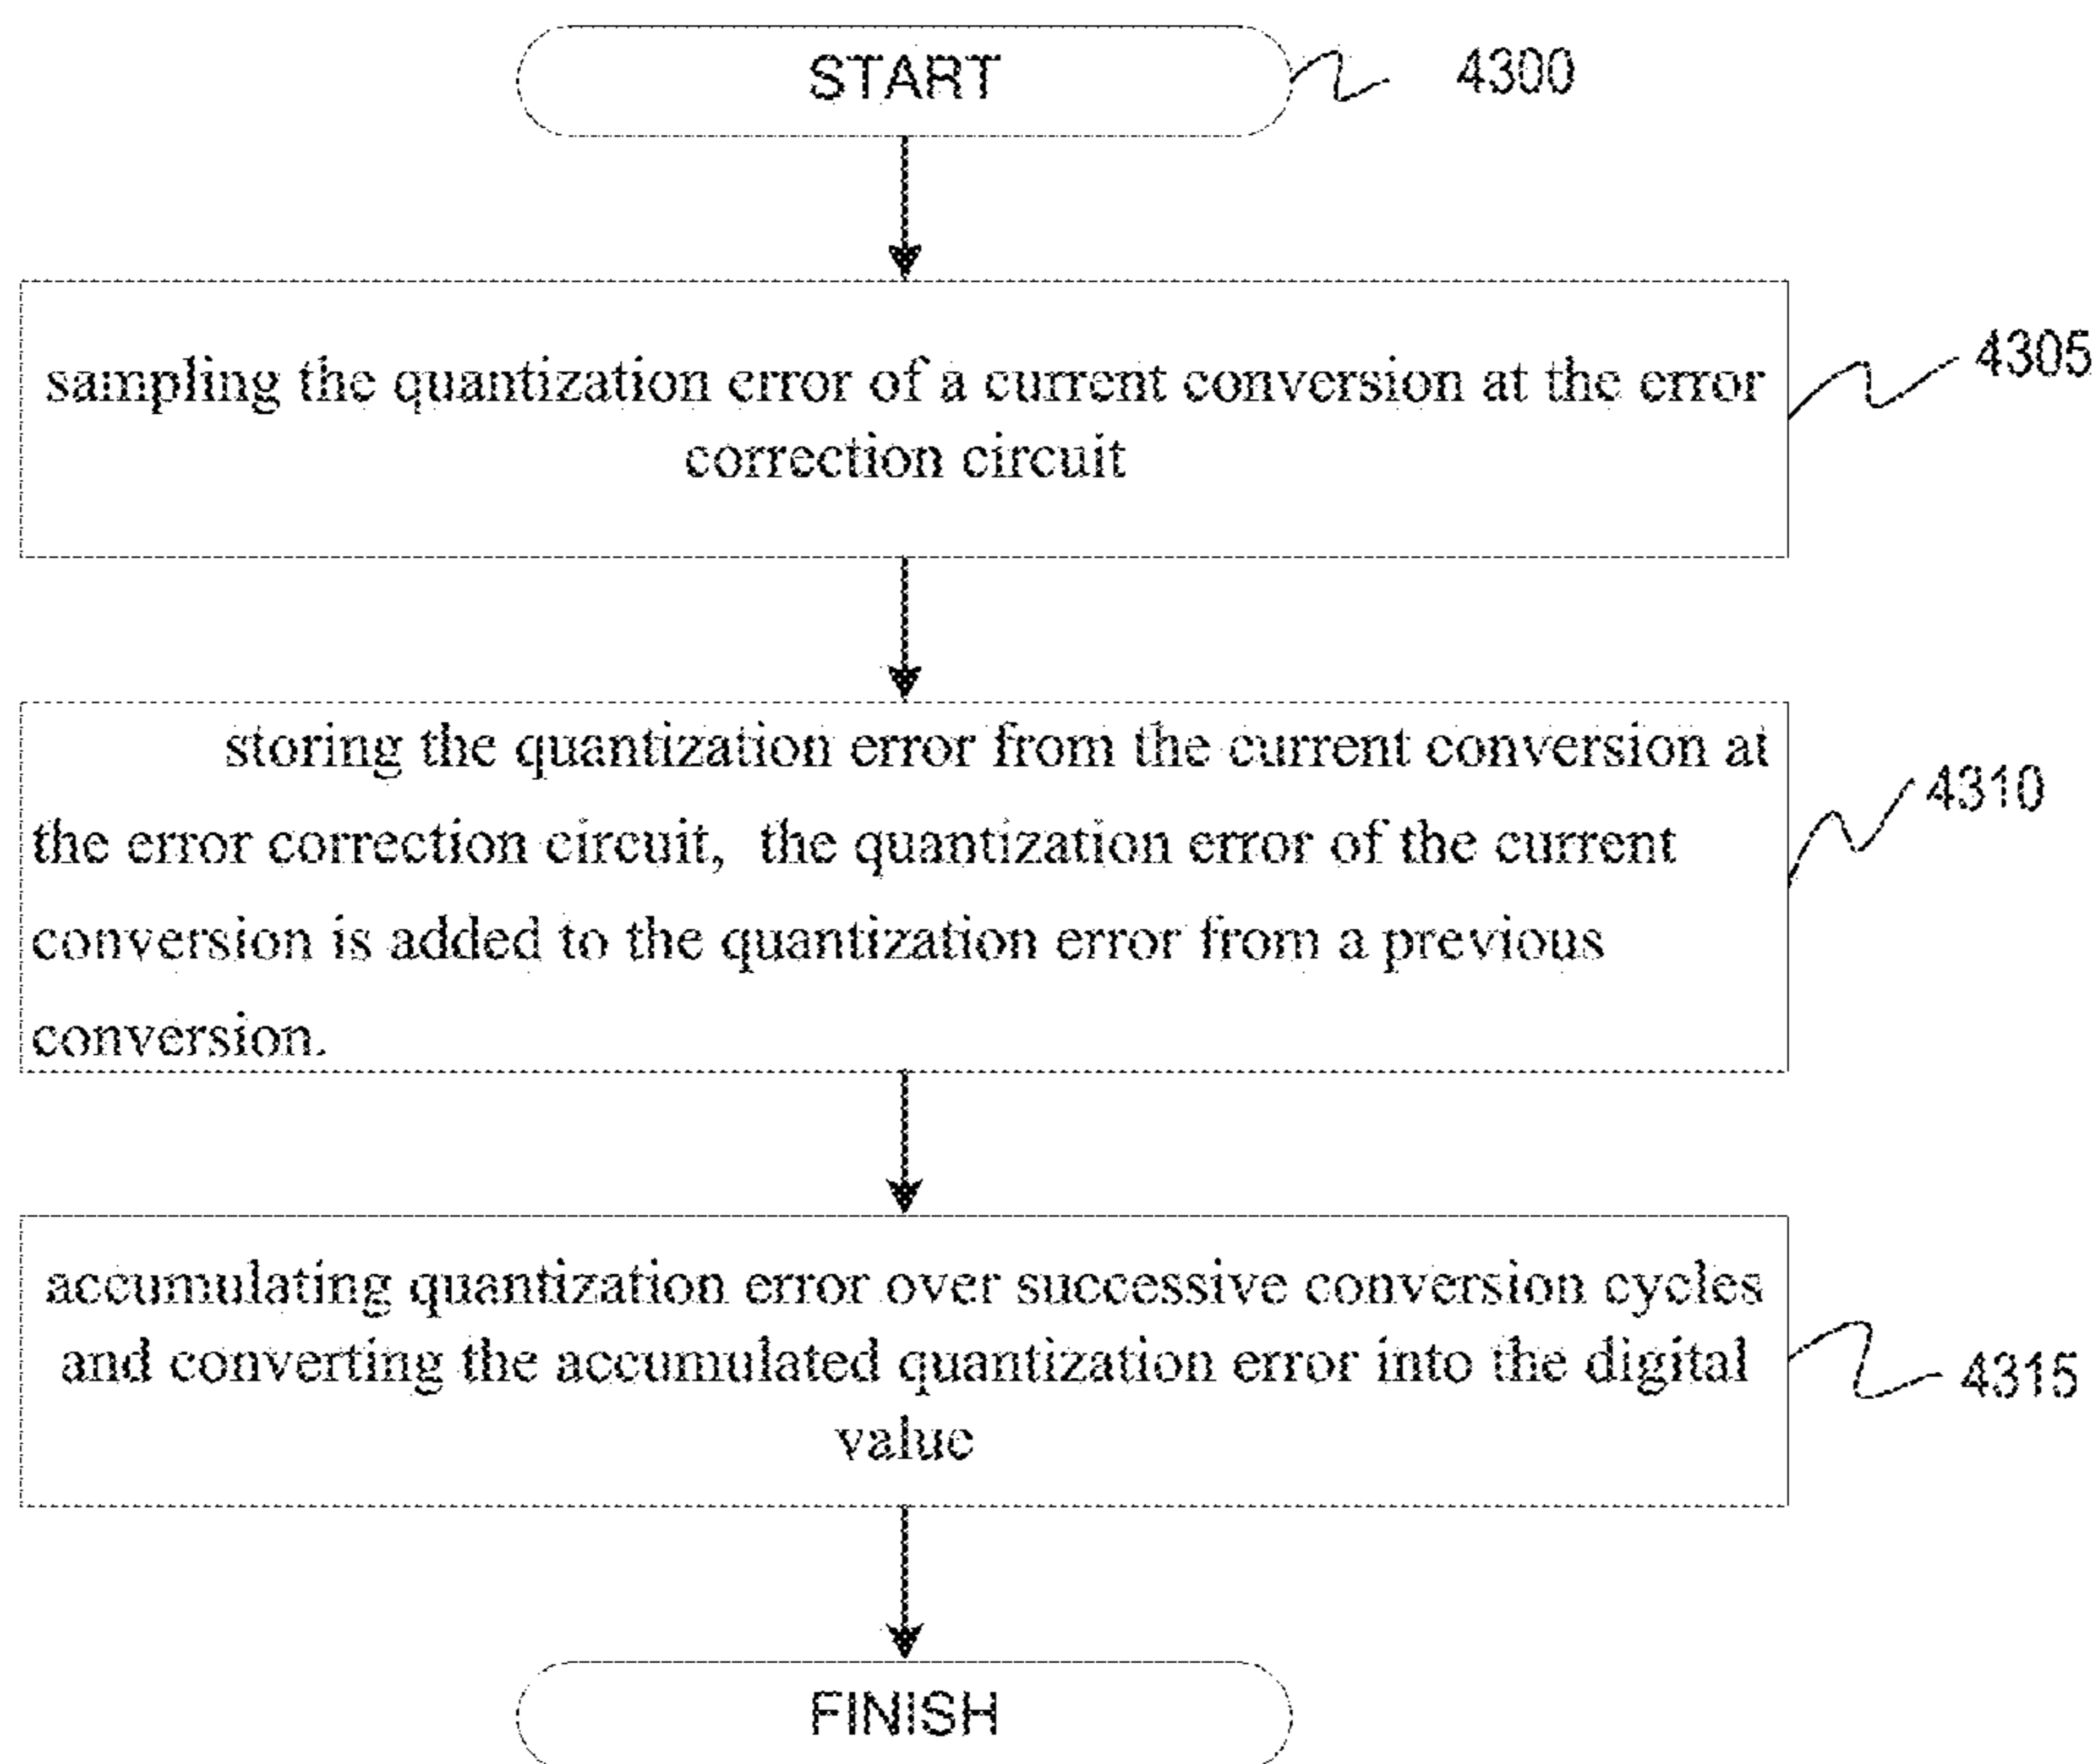 START
4300
sampling the quantization error of a current conversion at the error
correction circuit
4305
storing the quantization error from the current conversion at
the error correction circuit, the quantization error of the current
conversion is added to the quantization error from a previous
conversion.
4310
accumulating quantization error over successive conversion cycles
and converting the accumulated quantization error into the digital
value
4315
FINISH